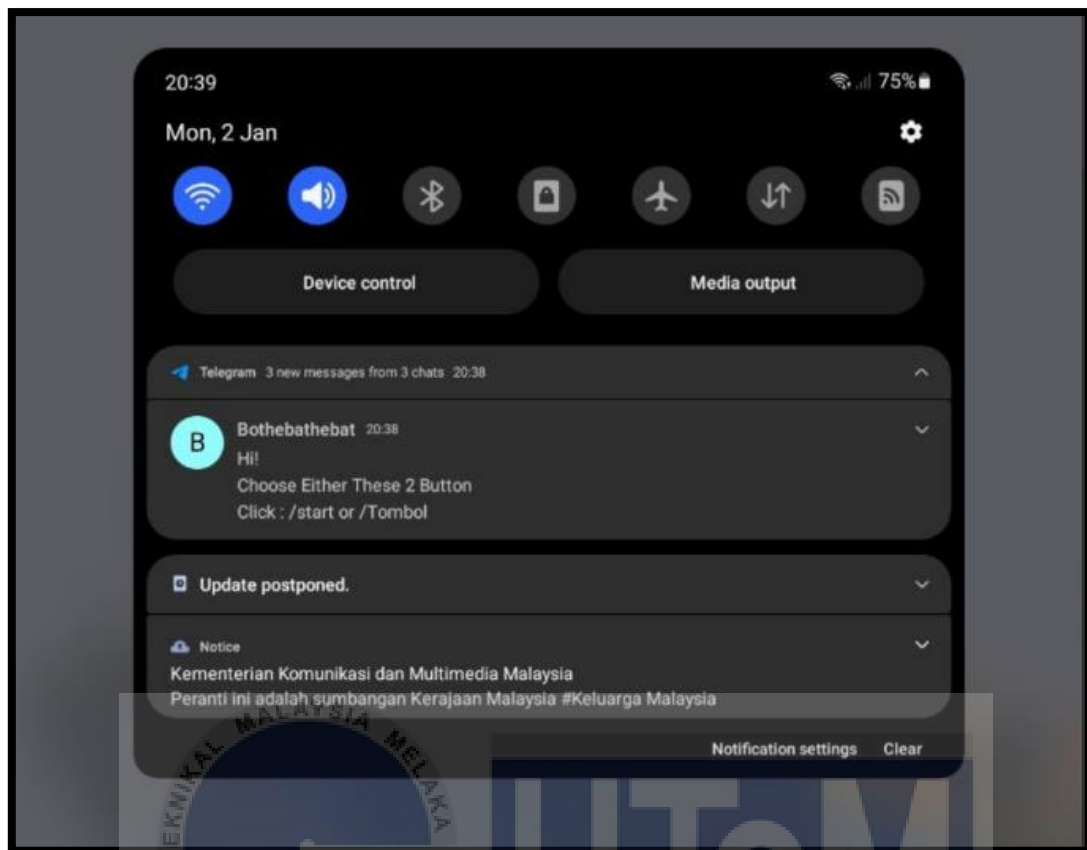 20:39
75%
Mon, 2 Jan
Device control
Media output
Telegram 3 new messages from 3 chats 20:38
B
Bothebathebat 20:38
Hi!
Choose Either These 2 Button
Click : /start or /Tombol
Update postponed.
Notice
Kementerian Komunikasi dan Multimedia Malaysia
Peranti ini adalah sumbangan Kerajaan Malaysia #Keluarga Malaysia
Notification settings Clear
EKNIKAL MALAYSIA MELAKA
UTeM